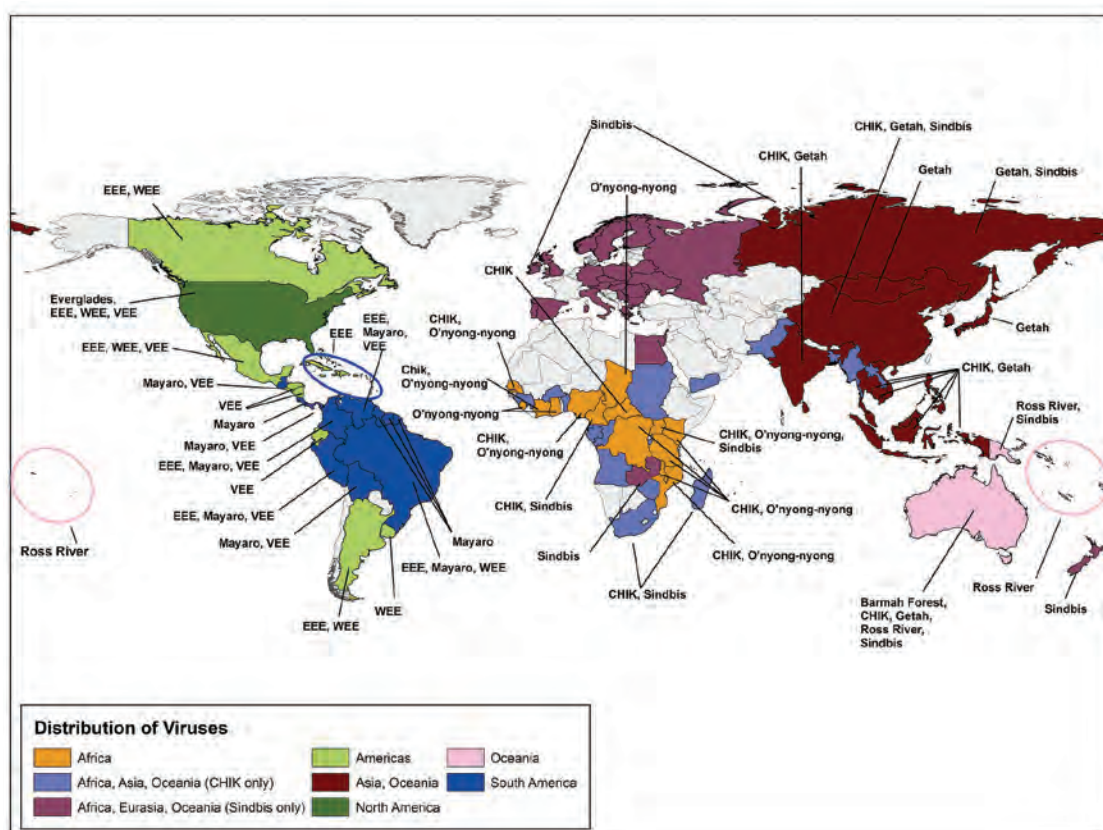 Sindbis
CHIK, Getah, Sindbis
CHIK, Getah
Getah
Getah, Sindbis
O'nyong-nyong
EEE, WEE
CHIK
Everglades,
EEE, WEE, VEE
EEE
EEE,
Mayaro,
VEE
CHIK,
O'nyong-nyong
Getah
EEE, WEE, VEE
Chik,
O'nyong-nyong
CHIK, Getah
Mayaro, VEE
VEE
O'nyong-nyong
Ross River,
Sindbis
Mayaro
CHIK,
O'nyong-nyong
CHIK, O'nyong-nyong,
Sindbis
Mayaro, VEE
EEE, Mayaro, VEE
VEE
CHIK, Sindbis
CHIK, O'nyong-nyong
EEE, Mayaro, VEE
Mayaro, VEE
Mayaro
Ross River
Sindbis
CHIK, O'nyong-nyong
EEE, Mayaro, WEE
CHIK, Sindbis
Ross River
Sindbis
WEE
EEE, WEE
Barmah Forest,
CHIK, Getah,
Ross River,
Sindbis
Distribution of Viruses
Africa
Americas
Oceania
Africa, Asia, Oceania (CHIK only)
Asia, Oceania
South America
Africa, Eurasia, Oceania (Sindbis only)
North America